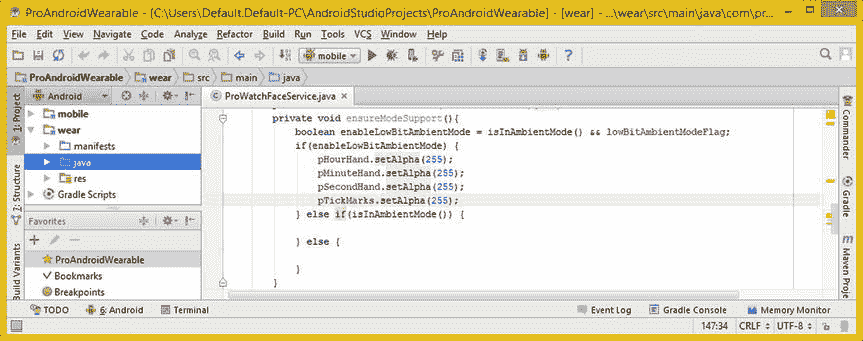 ProAndroidWearable - [C:\Users\Default.Default-PC\AndroidStudioProjects\ProAndroidWearable] - [wear] - ...\wear\src\main\java\com\pr...
File Edit View Navigate Code Analyze Refactor Build Run Tools VCS Window Help
mobile
ProAndroidWearable wear src main java
1: Project
7: Structure
Build Variants
Android
mobile
wear
manifests
java
res
Gradle Scripts
Favorites
ProAndroidWearable
Bookmarks
Breakpoints
ProWatchFaceService.java
private void ensureModeSupport(){
boolean enableLowBitAmbientMode = isInAmbientMode() && lowBitAmbientModeFlag;
if(enableLowBitAmbientMode) {
pHourHand.setAlpha(255);
pMinuteHand.setAlpha(255);
pSecondHand.setAlpha(255);
pTickMarks.setAlpha(255);
} else if(isInAmbientMode()) {
} else {
}
}
Commander
Gradle
Maven Proje
TODO 6: Android Terminal Event Log Gradle Console Memory Monitor
147:34 CRLF UTF-8